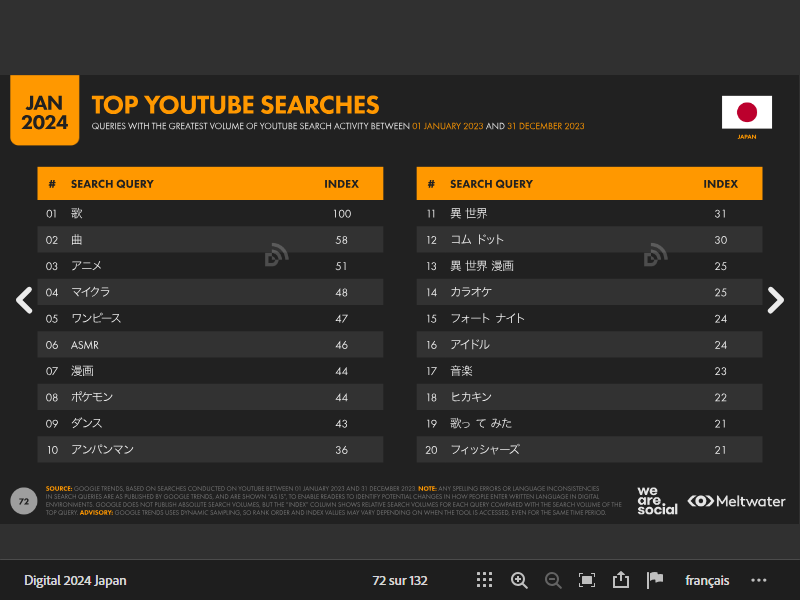 JAN
2024
TOP YOUTUBE SEARCHES
QUERIES WITH THE GREATEST VOLUME OF YOUTUBE SEARCH ACTIVITY BETWEEN 01 JANUARY 2023 AND 31 DECEMBER 2023
JAPAN
# SEARCH QUERY INDEX
01 歌 100
02 曲 58
03 アニメ 51
04 マイクラ 48
05 ワンピース 47
06 ASMR 46
07 漫画 44
08 ポケモン 44
09 ダンス 43
10 アンパンマン 36
# SEARCH QUERY INDEX
11 異 世界 31
12 コム ドット 30
13 異 世界 漫画 25
14 カラオケ 25
15 フォート ナイト 24
16 アイドル 24
17 音楽 23
18 ヒカキン 22
19 歌っ て みた 21
20 フィッシャーズ 21
72
SOURCE: GOOGLE TRENDS, BASED ON SEARCHES CONDUCTED ON YOUTUBE BETWEEN 01 JANUARY 2023 AND 31 DECEMBER 2023. NOTE: ANY SPELLING ERRORS OR LANGUAGE INCONSISTENCIES
IN SEARCH QUERIES ARE AS PUBLISHED BY GOOGLE TRENDS, AND ARE SHOWN "AS IS", TO ENABLE READERS TO IDENTIFY POTENTIAL CHANGES IN HOW PEOPLE ENTER WRITTEN LANGUAGE IN DIGITAL
ENVIRONMENTS. GOOGLE DOES NOT PUBLISH ABSOLUTE SEARCH VOLUMES, BUT THE "INDEX" COLUMN SHOWS RELATIVE SEARCH VOLUMES FOR EACH QUERY COMPARED WITH THE SEARCH VOLUME OF THE
TOP QUERY. ADVISORY: GOOGLE TRENDS USES DYNAMIC SAMPLING, SO RANK ORDER AND INDEX VALUES MAY VARY DEPENDING ON WHEN THE TOOL IS ACCESSED, EVEN FOR THE SAME TIME PERIOD.
we
are.
social
Meltwater
Digital 2024 Japan
72 sur 132
français